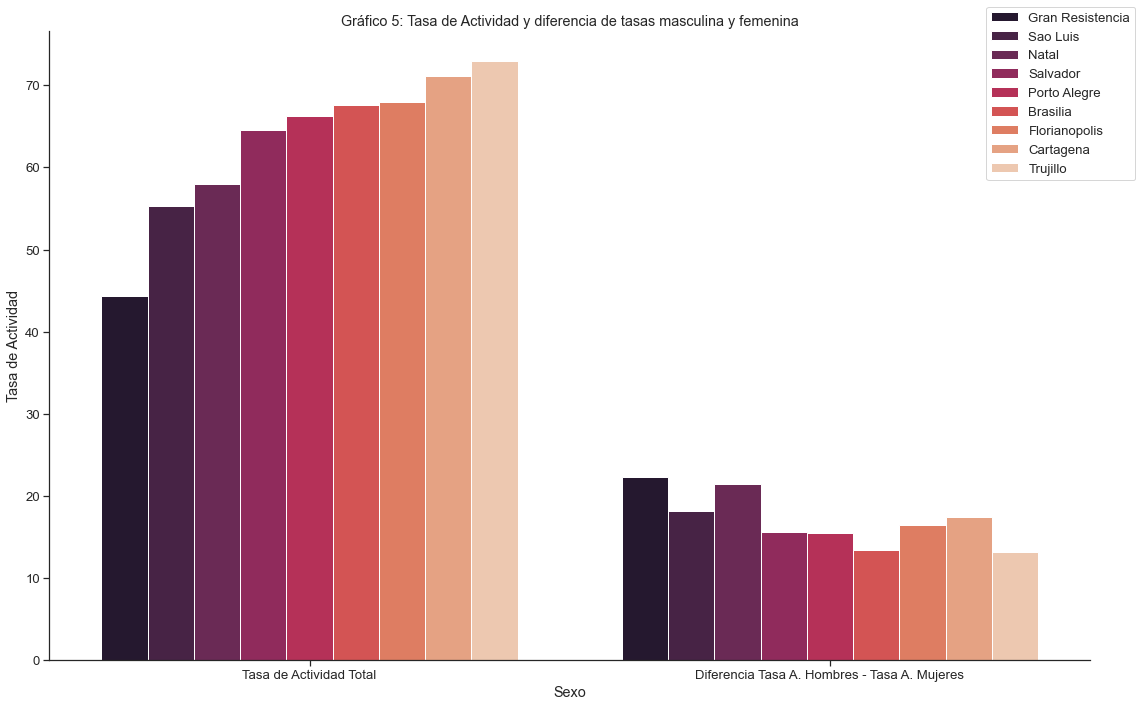 Gráfico 5: Tasa de Actividad y diferencia de tasas masculina y femenina
Gran Resistencia
Sao Luis
Natal
Salvador
Porto Alegre
Brasilia
Florianopolis
Cartagena
Trujillo
Tasa de Actividad
70
60
50
40
30
20
10
0
Tasa de Actividad Total
Diferencia Tasa A. Hombres - Tasa A. Mujeres
Sexo